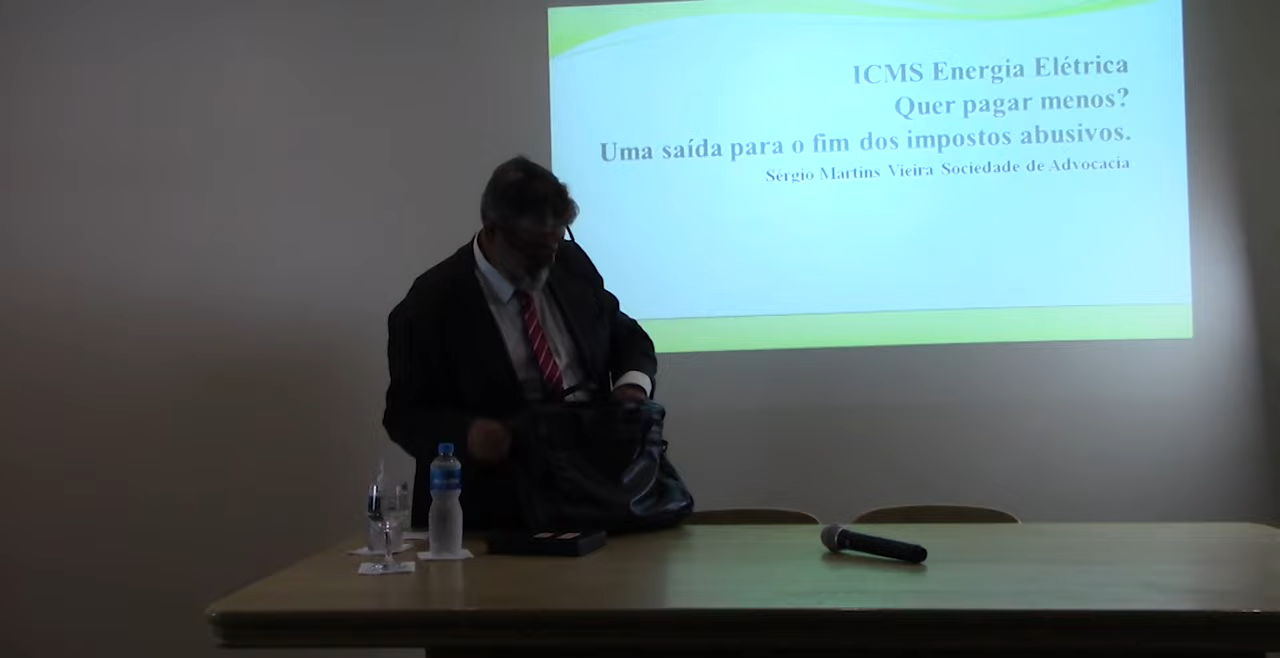 ICMS Energia Elétrica
Quer pagar menos?
Uma saída para o fim dos impostos abusivos.
Sérgio Martins Vieira Sociedade de Advocacia